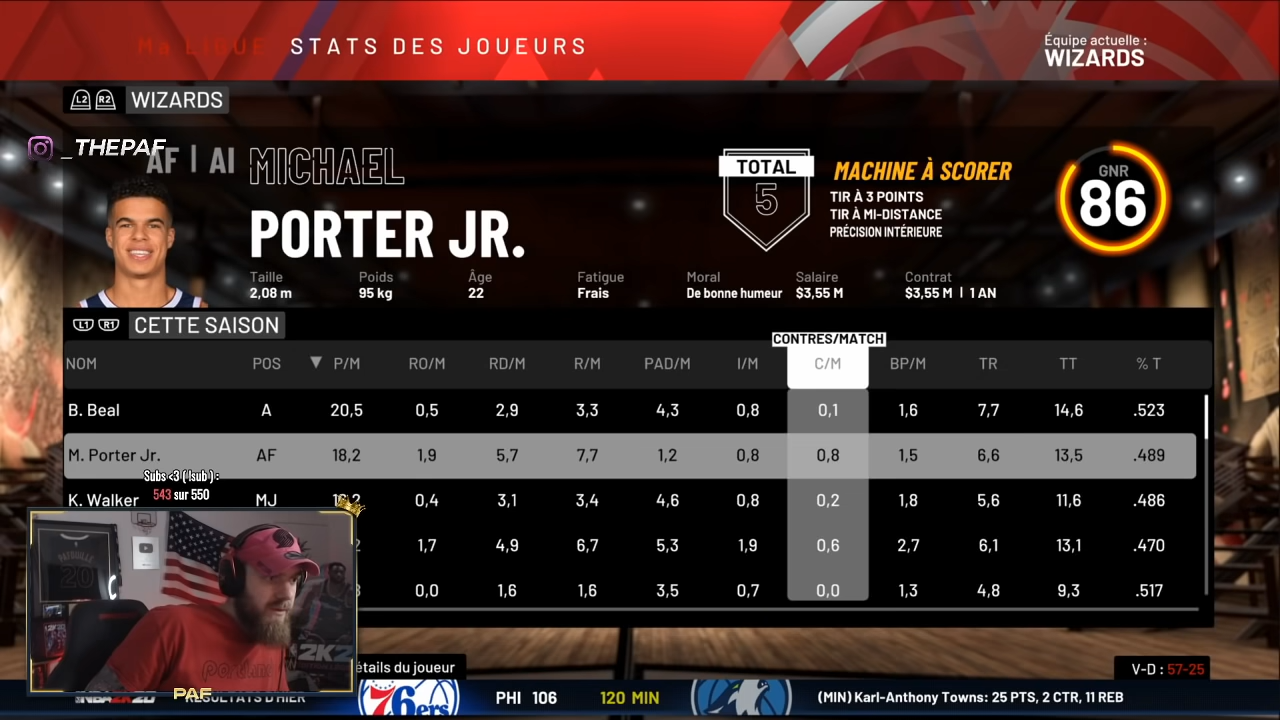 Ma LIGUE STATS DES JOUEURS
Équipe actuelle :
WIZARDS
L2 R2 WIZARDS
_THEPAF
AF | AI MICHAEL
PORTER JR.
TOTAL
5
MACHINE À SCORER
TIR À 3 POINTS
TIR À MI-DISTANCE
PRÉCISION INTÉRIEURE
GNR
86
Taille Poids Âge Fatigue Moral Salaire Contrat
2,08 m 95 kg 22 Frais De bonne humeur $3,55 M $3,55 M | 1 AN
L1 R1 CETTE SAISON
CONTRES/MATCH
NOM POS ▼ P/M RO/M RD/M R/M PAD/M I/M C/M BP/M TR TT % T
B. Beal A 20,5 0,5 2,9 3,3 4,3 0,8 0,1 1,6 7,7 14,6 .523
M. Porter Jr. AF 18,2 1,9 5,7 7,7 1,2 0,8 0,8 1,5 6,6 13,5 .489
Subs <3 ( !sub ) :
543 sur 550
K. Walker MJ 0,4 3,1 3,4 4,6 0,8 0,2 1,8 5,6 11,6 .486
1,7 4,9 6,7 5,3 1,9 0,6 2,7 6,1 13,1 .470
0,0 1,6 1,6 3,5 0,7 0,0 1,3 4,8 9,3 .517
PAFOUILLE
20
2K2
PAF
étails du joueur
V-D : 57-25
NBA2K20 RÉSULTATS D'HIER
76ers
PHI 106 120 MIN
(MIN) Karl-Anthony Towns: 25 PTS, 2 CTR, 11 REB